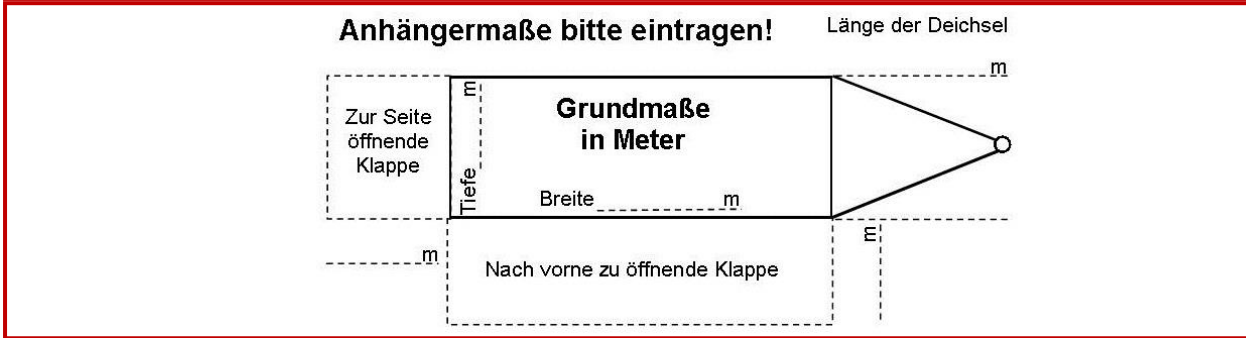 Anhängermaße bitte eintragen!
Länge der Deichsel
m
Zur Seite
öffnende
Klappe
Tiefe m
Grundmaße
in Meter
Breite m
m
Nach vorne zu öffnende Klappe
m